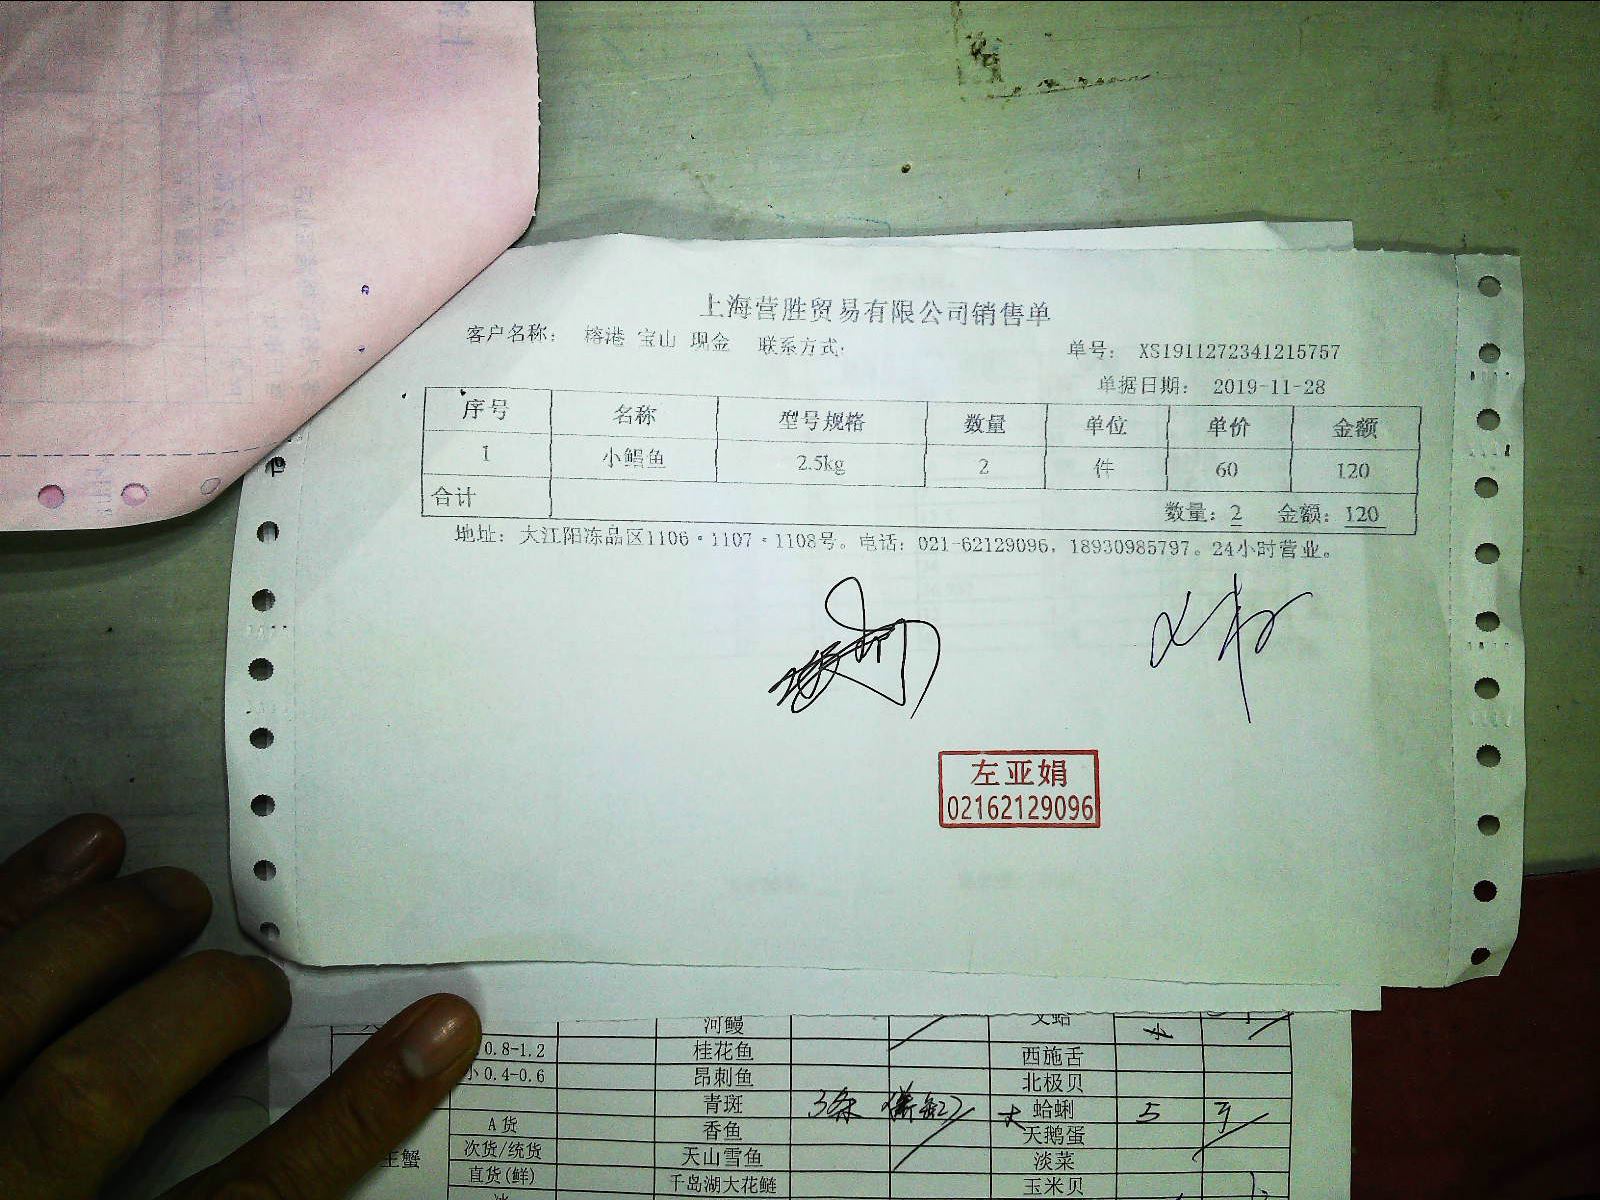 上海营胜贸易有限公司销售单
客户名称： 榕港 宝山 现金 联系方式： 单号： XS1911272341215757
单据日期： 2019-11-28
序号 名称 型号规格 数量 单位 单价 金额
1 小鲳鱼 2.5kg 2 件 60 120
合计 数量：2 金额：120
地址：大江阳冻品区1106·1107·1108号。电话：021-62129096，18930985797。24小时营业。
左亚娟
02162129096
河鳗 文蛤
0.8-1.2 桂花鱼 西施舌
小0.4-0.6 昂刺鱼 北极贝
青斑 3条 大 蛤蜊 5
A货 香鱼 天鹅蛋
次货/统货 天山雪鱼 淡菜
直货(鲜) 千岛湖大花鲢 玉米贝